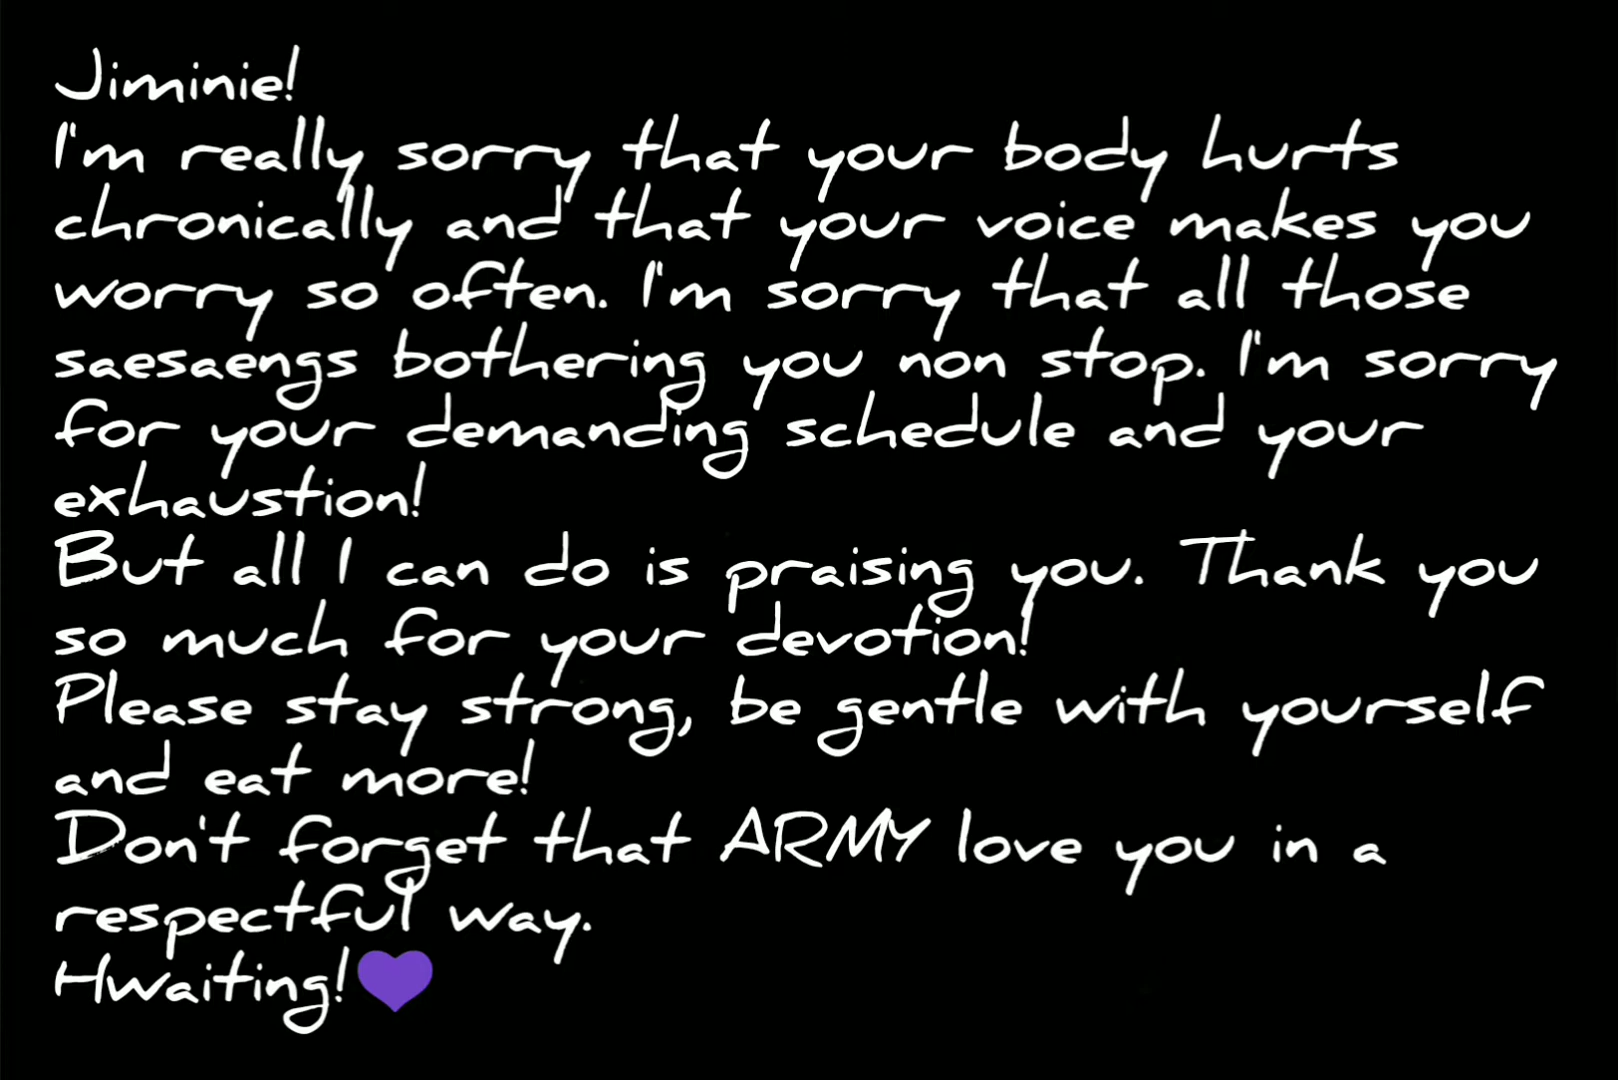 Jiminie!
I'm really sorry that your body hurts
chronically and that your voice makes you
worry so often. I'm sorry that all those
saesaengs bothering you non stop. I'm sorry
for your demanding schedule and your
exhaustion!
But all I can do is praising you. Thank you
so much for your devotion!
Please stay strong, be gentle with yourself
and eat more!
Don't forget that ARMY love you in a
respectful way.
Hwaiting!💜